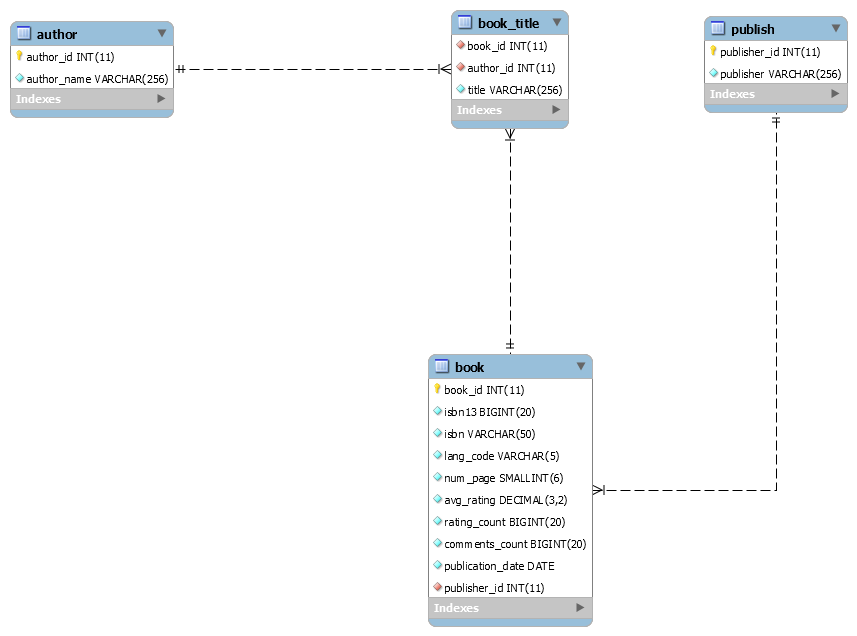 author
author_id INT(11)
author_name VARCHAR(256)
Indexes
book_title
book_id INT(11)
author_id INT(11)
title VARCHAR(256)
Indexes
publish
publisher_id INT(11)
publisher VARCHAR(256)
Indexes
book
book_id INT(11)
isbn13 BIGINT(20)
isbn VARCHAR(50)
lang_code VARCHAR(5)
num_page SMALLINT(6)
avg_rating DECIMAL(3,2)
rating_count BIGINT(20)
comments_count BIGINT(20)
publication_date DATE
publisher_id INT(11)
Indexes